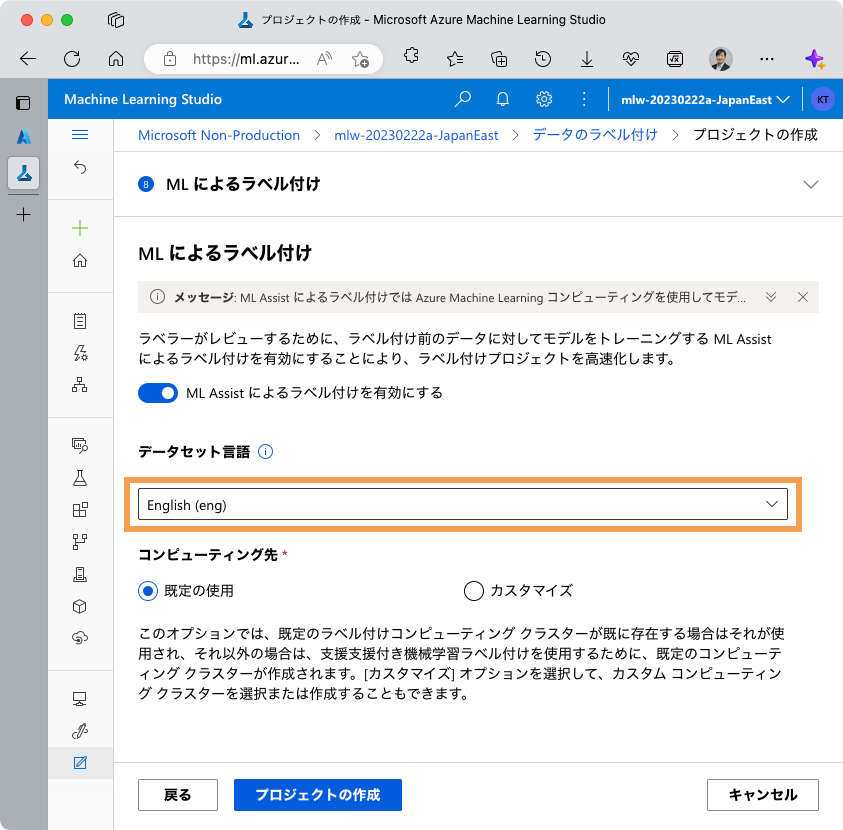 プロジェクトの作成 - Microsoft Azure Machine Learning Studio
https://ml.azur...
Machine Learning Studio
mlw-20230222a-JapanEast
KT
Microsoft Non-Production > mlw-20230222a-JapanEast > データのラベル付け > プロジェクトの作成
8 ML によるラベル付け
ML によるラベル付け
メッセージ: ML Assist によるラベル付けでは Azure Machine Learning コンピューティングを使用してモデ...
ラベラーがレビューするために、ラベル付け前のデータに対してモデルをトレーニングする ML Assist
によるラベル付けを有効にすることにより、ラベル付けプロジェクトを高速化します。
ML Assist によるラベル付けを有効にする
データセット言語
English (eng)
コンピューティング先 *
既定の使用 カスタマイズ
このオプションでは、既定のラベル付けコンピューティング クラスターが既に存在する場合はそれが使
用され、それ以外の場合は、支援支援付き機械学習ラベル付けを使用するために、既定のコンピューテ
ィング クラスターが作成されます。[カスタマイズ] オプションを選択して、カスタム コンピューティン
グ クラスターを選択または作成することもできます。
戻る プロジェクトの作成 キャンセル